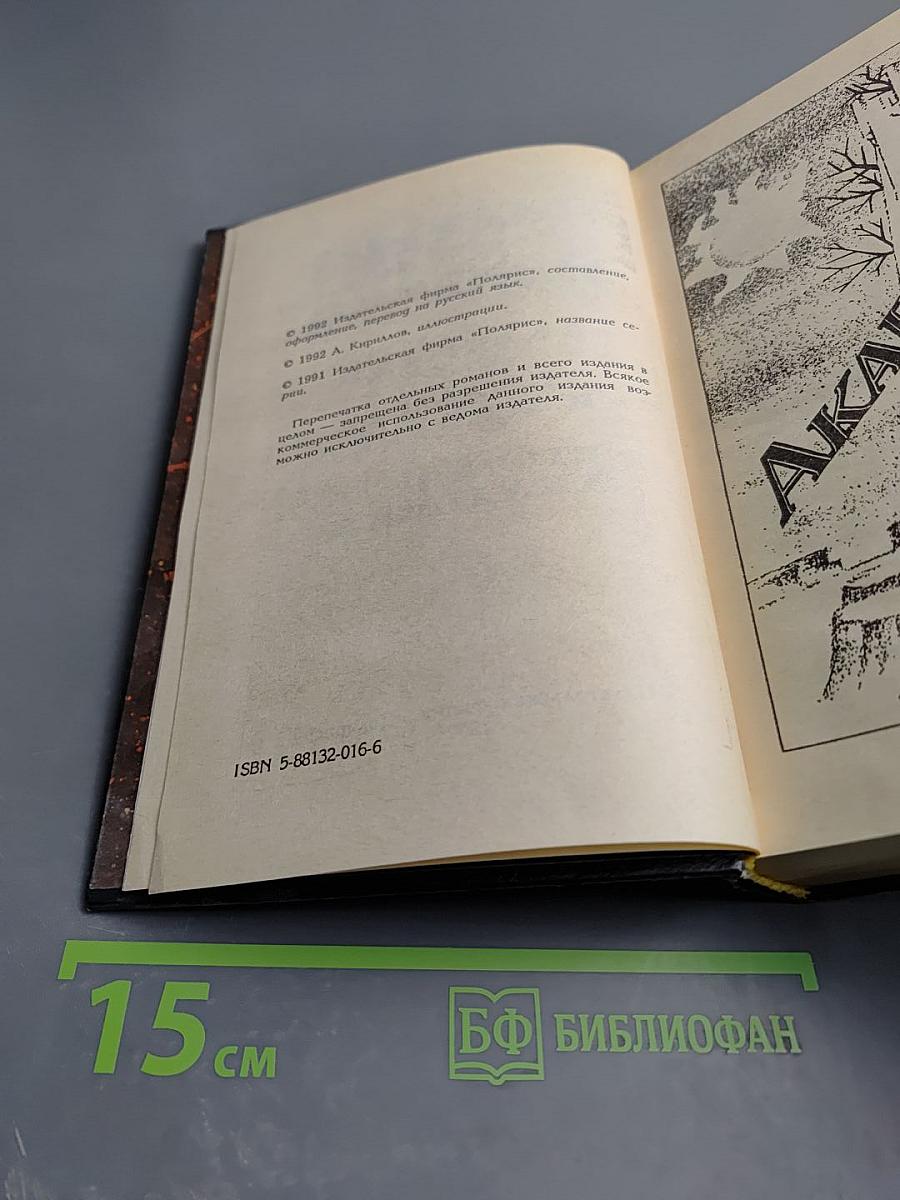 © 1992 Издательская фирма «Полярис», составление,
оформление, перевод на русский язык.
© 1992 А. Кириллов, иллюстрации.
© 1991 Издательская фирма «Полярис», название се-
рии.
Перепечатка отдельных романов и всего издания в
целом — запрещена без разрешения издателя. Всякое
коммерческое использование данного издания воз-
можно исключительно с ведома издателя.
ISBN 5-88132-016-6
15 см
БФ БИБЛИОФАН